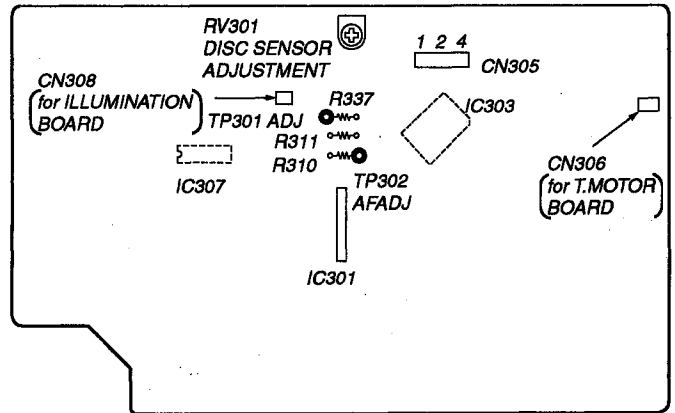 RV301
DISC SENSOR
ADJUSTMENT
1 2 4
CN305
CN308
for ILLUMINATION
BOARD
R337
TP301 ADJ
R311
R310
IC303
IC307
TP302
AFADJ
CN306
for T.MOTOR
BOARD
IC301